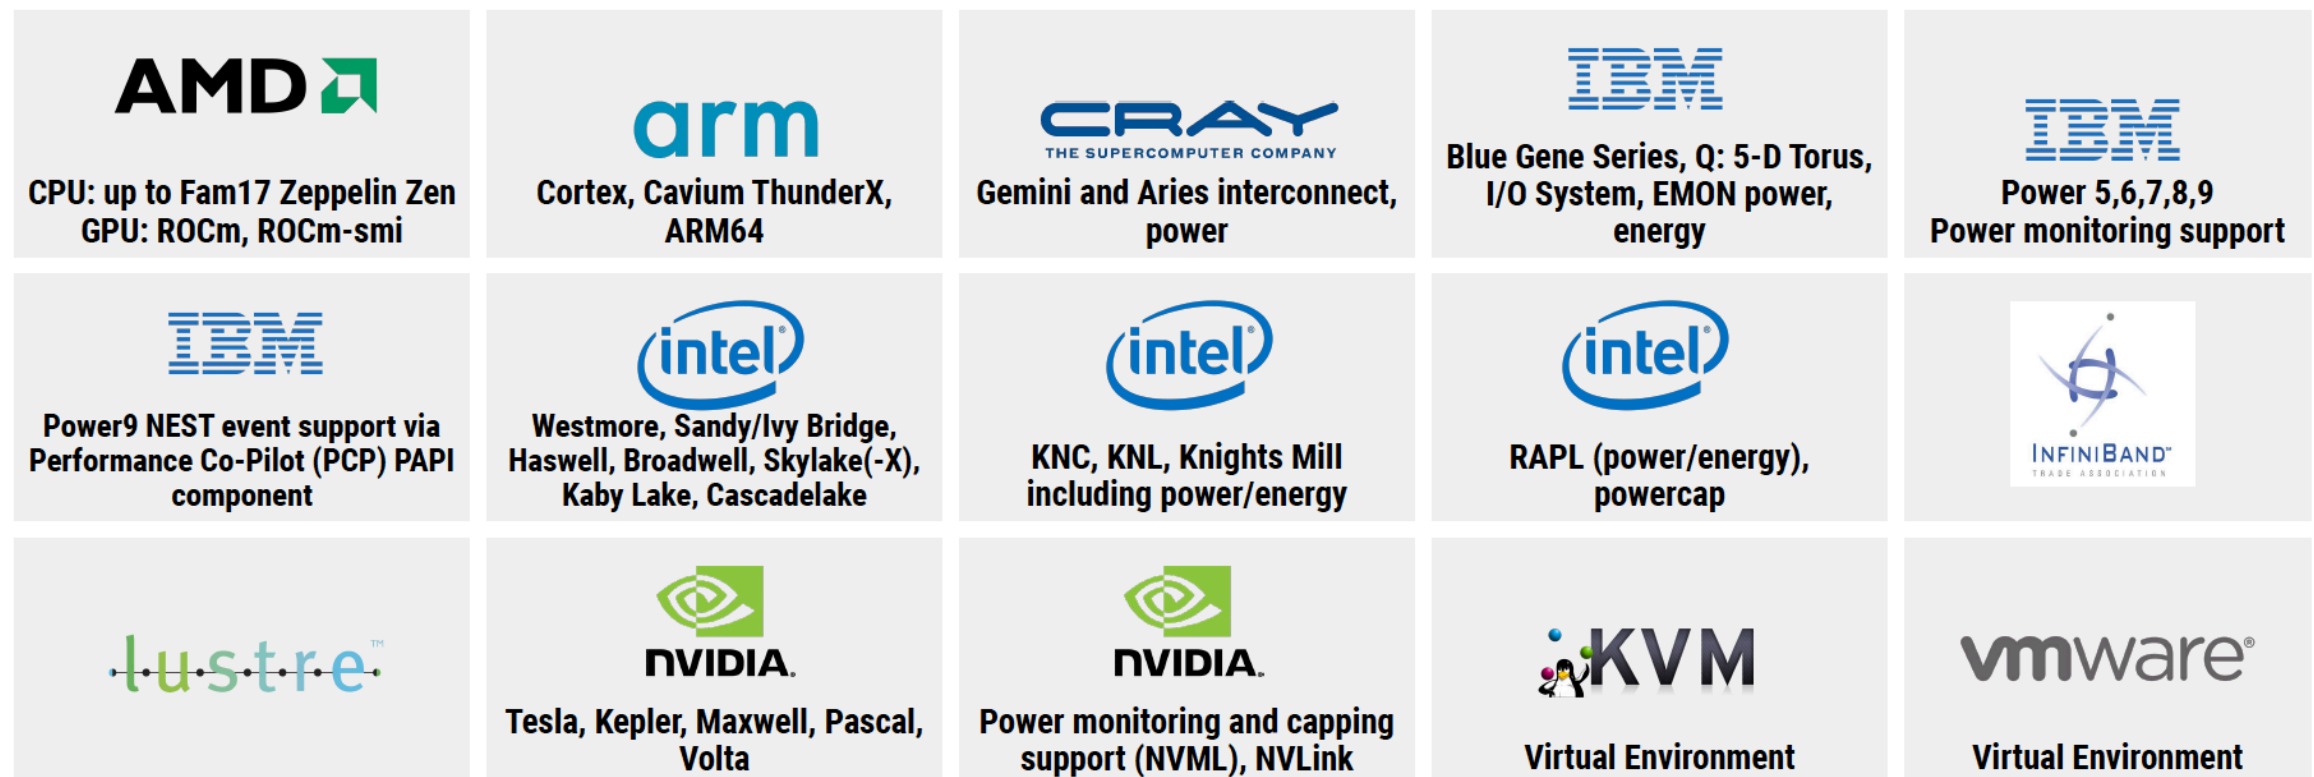 AMD
CPU: up to Fam17 Zeppelin Zen
GPU: ROCm, ROCm-smi
arm
Cortex, Cavium ThunderX,
ARM64
CRAY
THE SUPERCOMPUTER COMPANY
Gemini and Aries interconnect,
power
IBM
Blue Gene Series, Q: 5-D Torus,
I/O System, EMON power,
energy
IBM
Power 5,6,7,8,9
Power monitoring support
IBM
Power9 NEST event support via
Performance Co-Pilot (PCP) PAPI
component
intel®
Westmore, Sandy/Ivy Bridge,
Haswell, Broadwell, Skylake(-X),
Kaby Lake, Cascadelake
intel®
KNC, KNL, Knights Mill
including power/energy
intel®
RAPL (power/energy),
powercap
INFINIBAND™
TRADE ASSOCIATION
lustre™
NVIDIA.
Tesla, Kepler, Maxwell, Pascal,
Volta
NVIDIA.
Power monitoring and capping
support (NVML), NVLink
KVM
Virtual Environment
vmware®
Virtual Environment